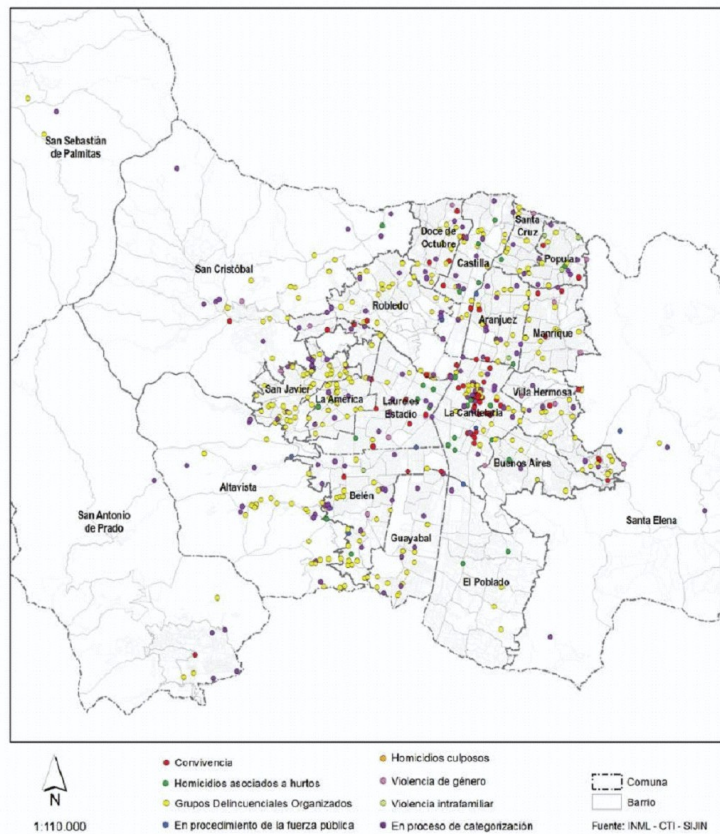 San Sebastián
de Palmitas
Santa
Cruz
Doce de
Octubre
Popular
Castilla
San Cristóbal
Robledo
Aranjuez
Manrique
San Javier
La América
Laureles
Estadio
La Candelaria
Villa Hermosa
Buenos Aires
Altavista
Belén
San Antonio
de Prado
Santa Elena
Guayabal
El Poblado
N
1:110.000
Convivencia
Homicidios asociados a hurtos
Grupos Delincuenciales Organizados
En procedimiento de la fuerza pública
Homicidios culposos
Violencia de género
Violencia intrafamiliar
En proceso de categorización
Comuna
Barrio
Fuente: INML - CTI - SIJIN